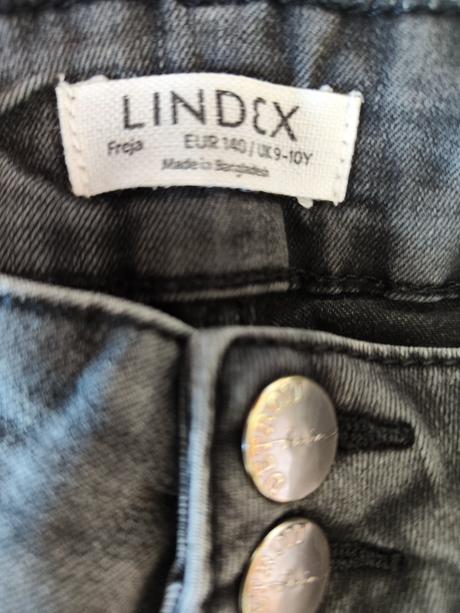 LINDEX
Freja EUR 140 / UK 9-10Y
Made in Bangladesh